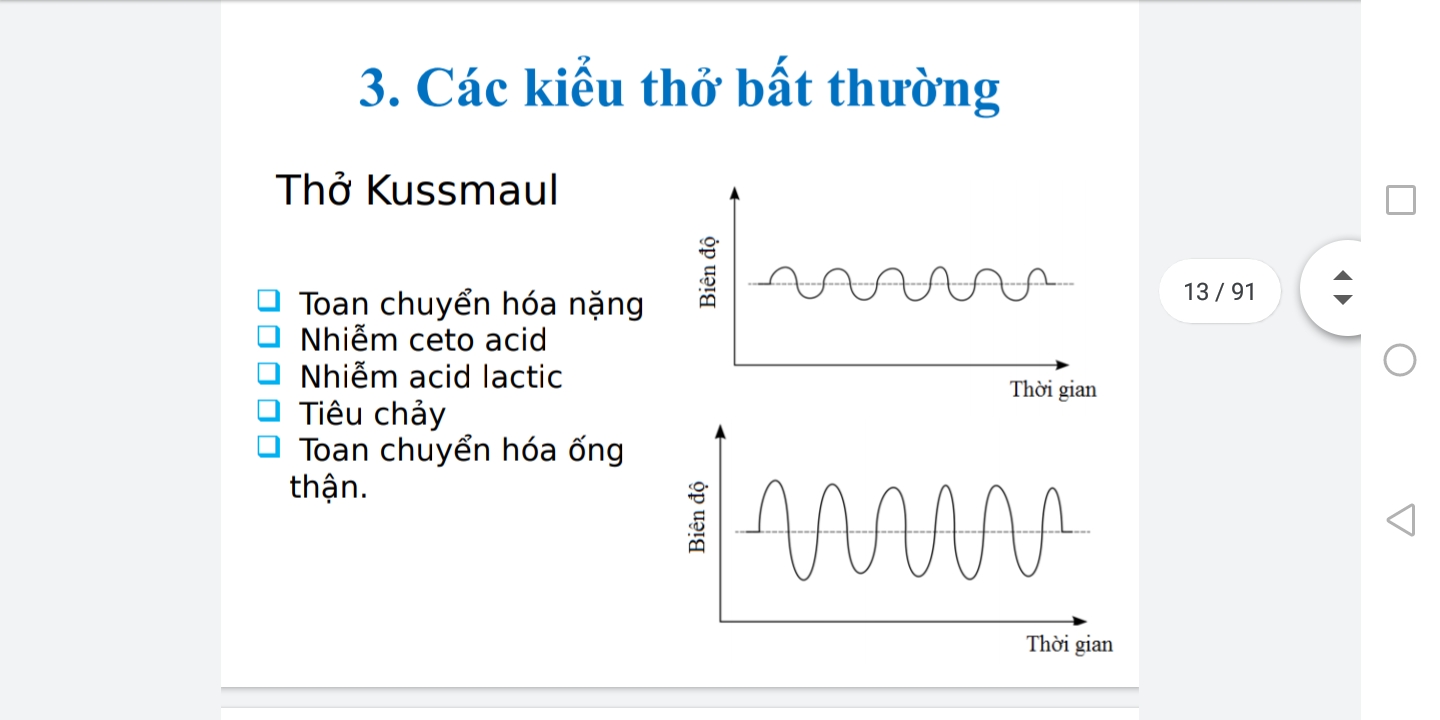 3. Các kiểu thở bất thường
Thở Kussmaul
Toan chuyển hóa nặng
Nhiễm ceto acid
Nhiễm acid lactic
Tiêu chảy
Toan chuyển hóa ống
thận.
Biên độ
Thời gian
Biên độ
Thời gian
13 / 91